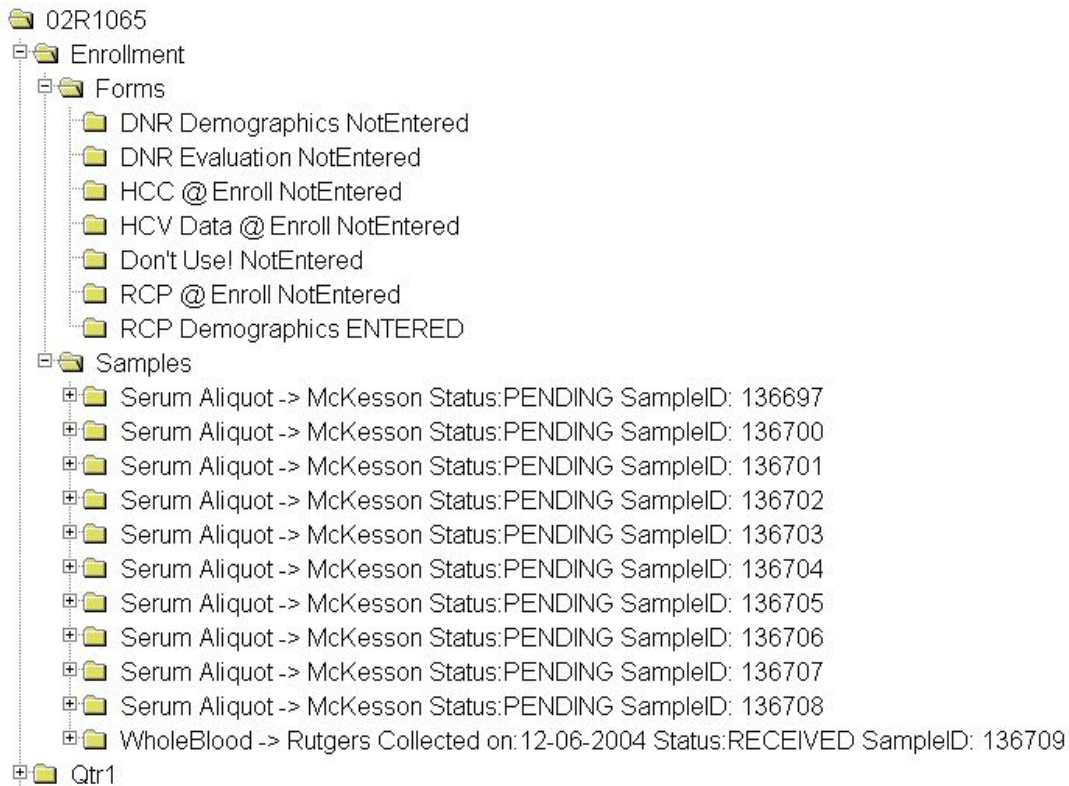 02R1065
Enrollment
Forms
DNR Demographics NotEntered
DNR Evaluation NotEntered
HCC @ Enroll NotEntered
HCV Data @ Enroll NotEntered
Don't Use! NotEntered
RCP @ Enroll NotEntered
RCP Demographics ENTERED
Samples
Serum Aliquot -> McKesson Status:PENDING SampleID: 136697
Serum Aliquot -> McKesson Status:PENDING SampleID: 136700
Serum Aliquot -> McKesson Status:PENDING SampleID: 136701
Serum Aliquot -> McKesson Status:PENDING SampleID: 136702
Serum Aliquot -> McKesson Status:PENDING SampleID: 136703
Serum Aliquot -> McKesson Status:PENDING SampleID: 136704
Serum Aliquot -> McKesson Status:PENDING SampleID: 136705
Serum Aliquot -> McKesson Status:PENDING SampleID: 136706
Serum Aliquot -> McKesson Status:PENDING SampleID: 136707
Serum Aliquot -> McKesson Status:PENDING SampleID: 136708
WholeBlood -> Rutgers Collected on:12-06-2004 Status:RECEIVED SampleID: 136709
Qtr1